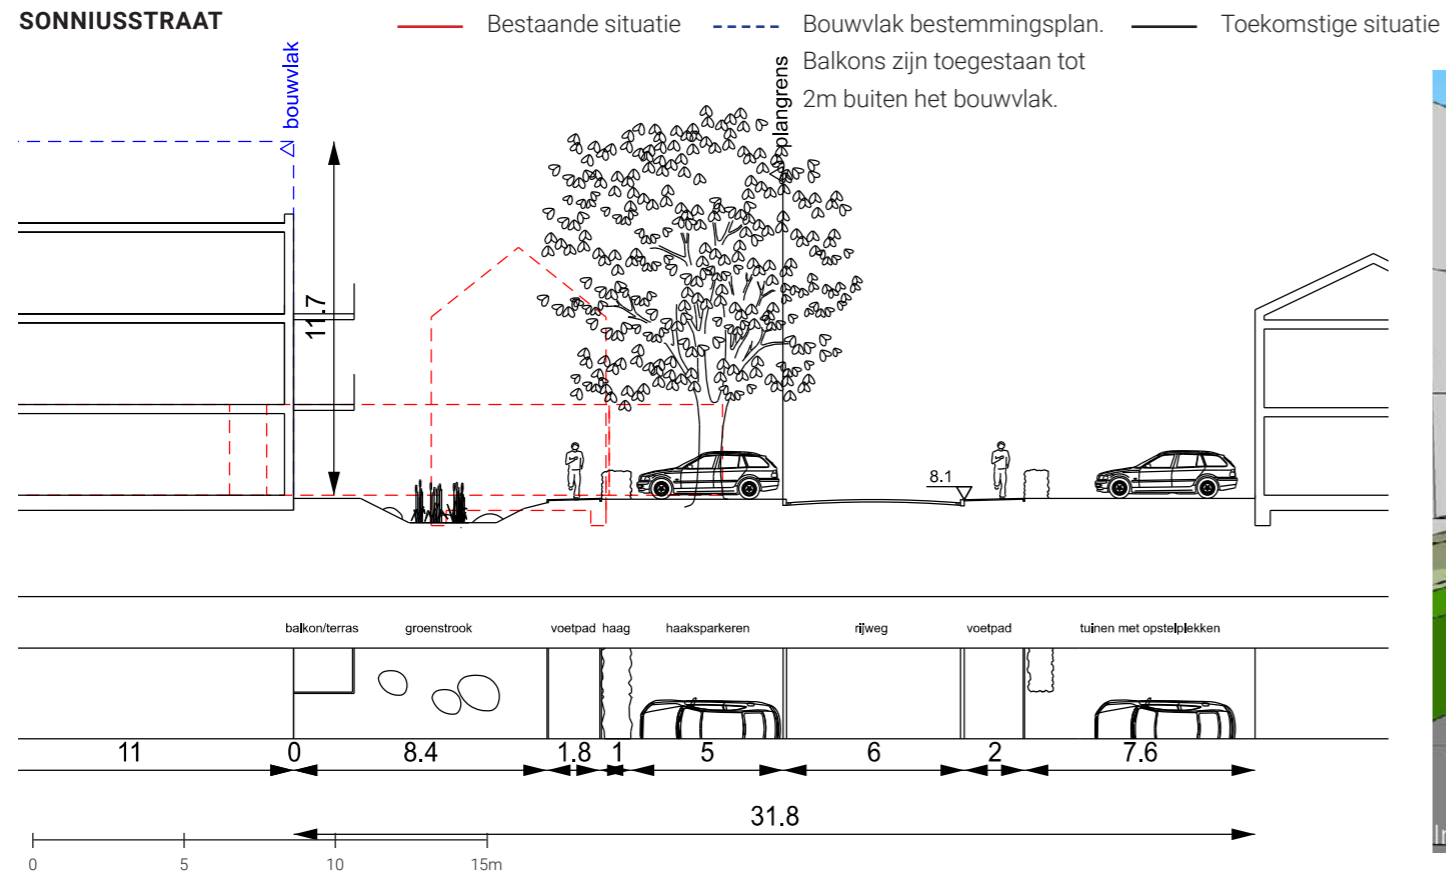 SONNIUSSTRAAT
Bestaande situatie
Bouwvlak bestemmingsplan.
Balkons zijn toegestaan tot
2m buiten het bouwvlak.
Toekomstige situatie
bouwvlak
plangrens
11.7
8.1
balkon/terras
groenstrook
voetpad
haag
haaksparkeren
rijweg
voetpad
tuinen met opstelplekken
11
0
8.4
1.8
1
5
6
2
7.6
31.8
0
5
10
15m